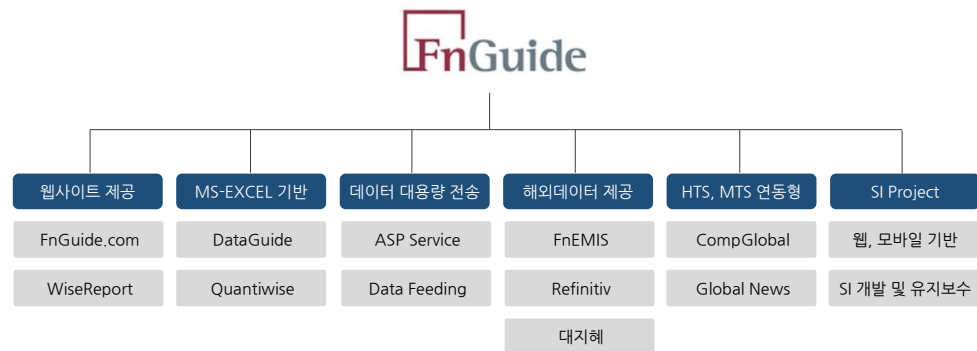 FnGuide
웹사이트 제공
MS-EXCEL 기반
데이터 대용량 전송
해외데이터 제공
HTS, MTS 연동형
SI Project
FnGuide.com
DataGuide
ASP Service
FnEMIS
CompGlobal
웹, 모바일 기반
WiseReport
Quantiwise
Data Feeding
Refinitiv
Global News
SI 개발 및 유지보수
대지혜